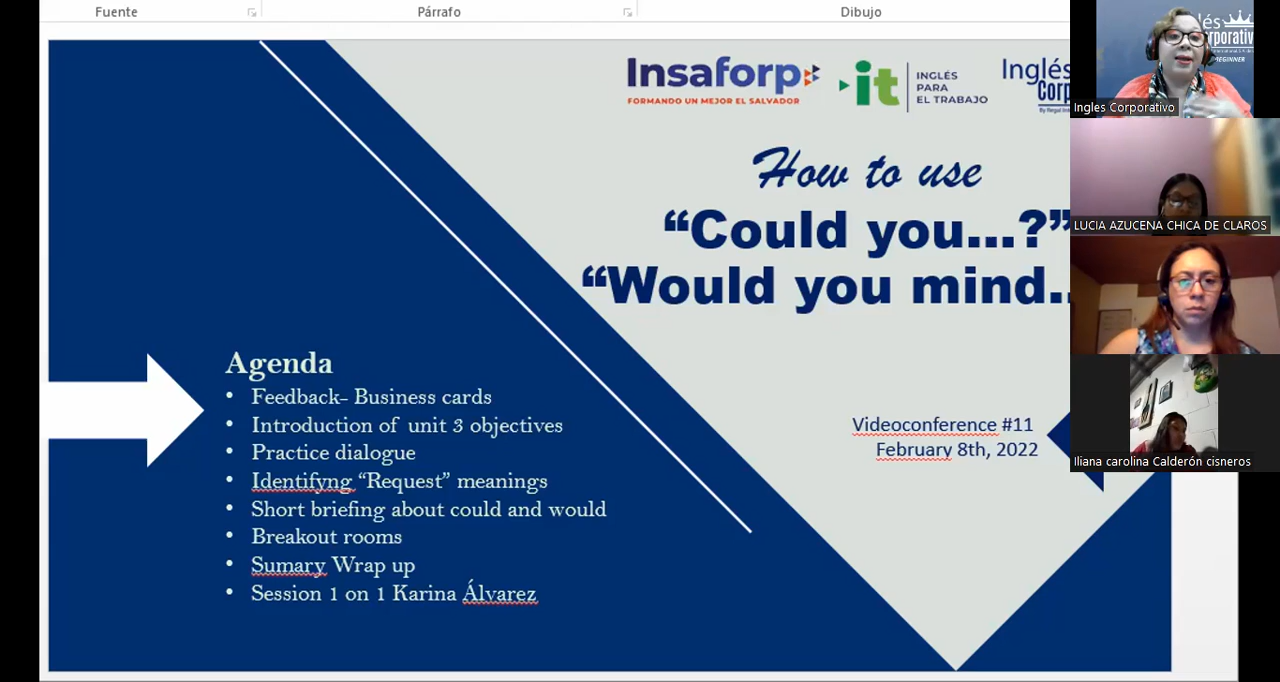 Fuente
Párrafo
Dibujo
Insaforp
FORMANDO UN MEJOR EL SALVADOR
it
INGLÉS
PARA
EL TRABAJO
Inglés
Corp
How to use
“Could you...?”
“Would you mind..
Agenda
• Feedback– Business cards
• Introduction of unit 3 objectives
• Practice dialogue
• Identifyng “Request” meanings
• Short briefing about could and would
• Breakout rooms
• Sumary Wrap up
• Session 1 on 1 Karina Álvarez
Videoconference #11
February 8th, 2022
Ingles Corporativo
LUCIA AZUCENA CHICA DE CLAROS
Iliana carolina Calderón cisneros